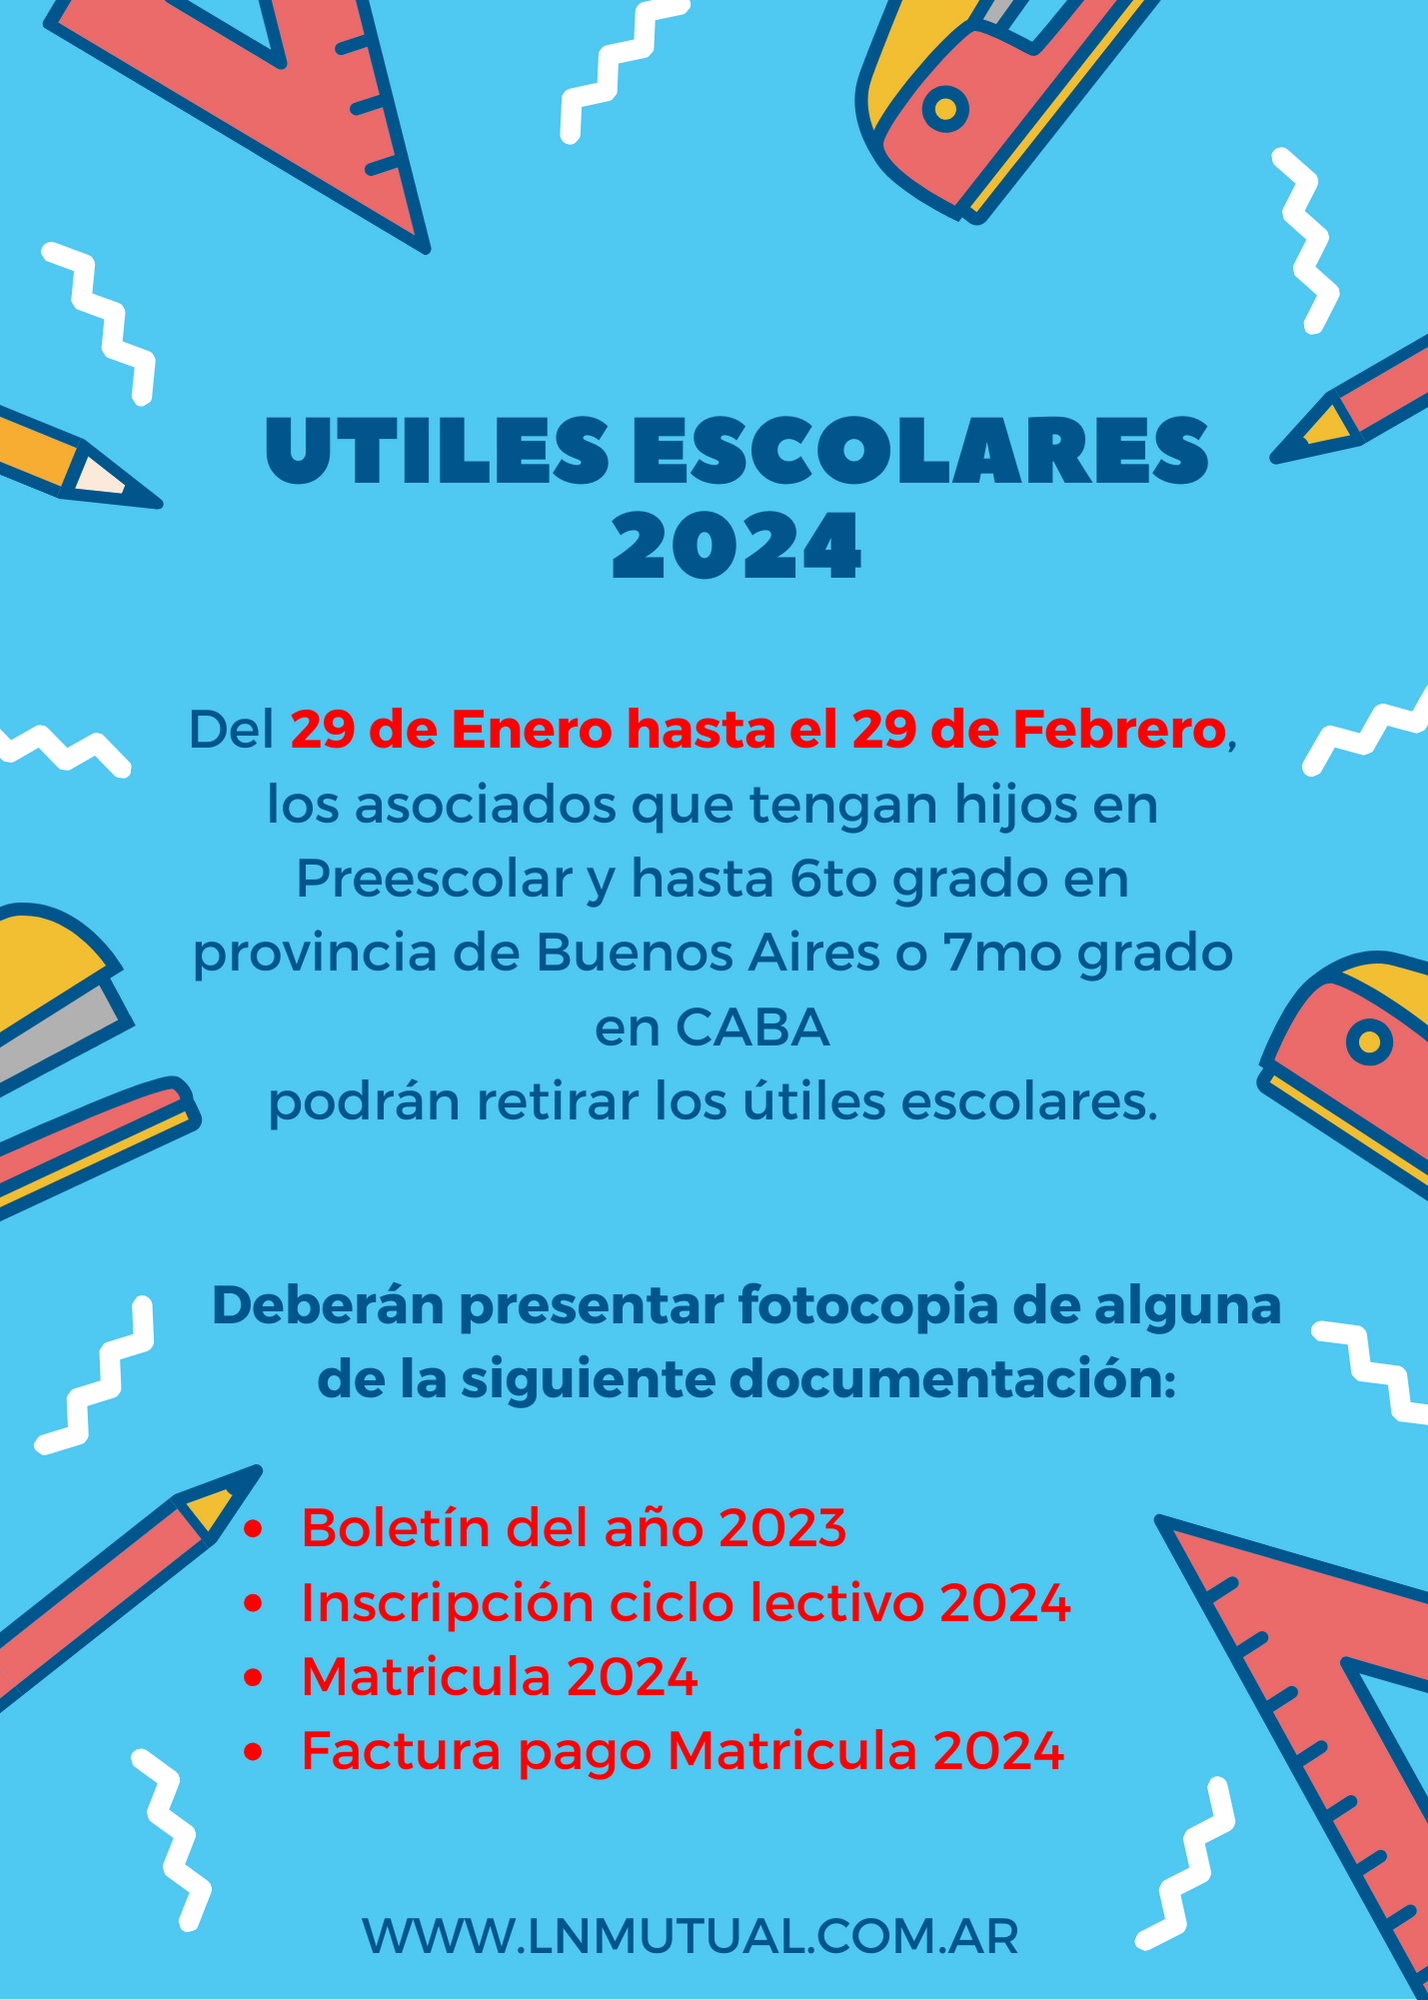 UTILES ESCOLARES
2024
Del 29 de Enero hasta el 29 de Febrero,
los asociados que tengan hijos en
Preescolar y hasta 6to grado en
provincia de Buenos Aires o 7mo grado
en CABA
podrán retirar los útiles escolares.
Deberán presentar fotocopia de alguna
de la siguiente documentación:
• Boletín del año 2023
• Inscripción ciclo lectivo 2024
• Matricula 2024
• Factura pago Matricula 2024
WWW.LNMUTUAL.COM.AR